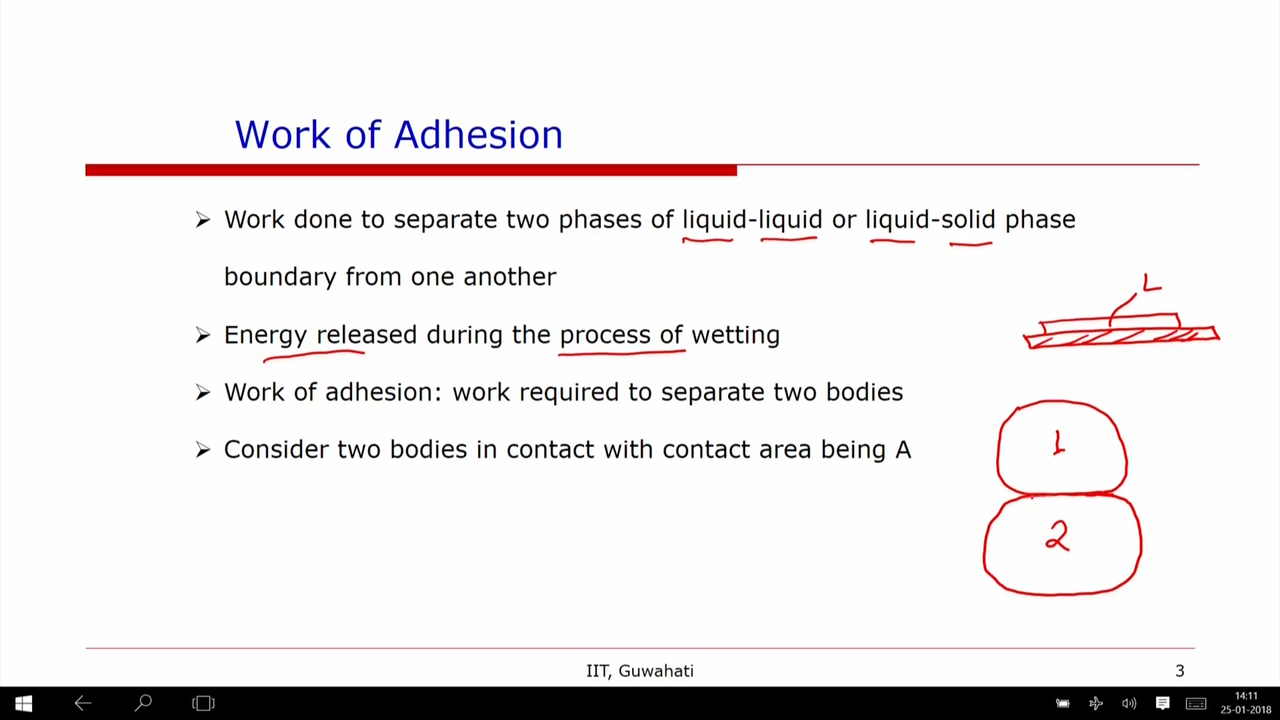 Work of Adhesion
➢ Work done to separate two phases of liquid-liquid or liquid-solid phase
boundary from one another
➢ Energy released during the process of wetting
➢ Work of adhesion: work required to separate two bodies
➢ Consider two bodies in contact with contact area being A
L
1
2
IIT, Guwahati
3
14:11
25-01-2018